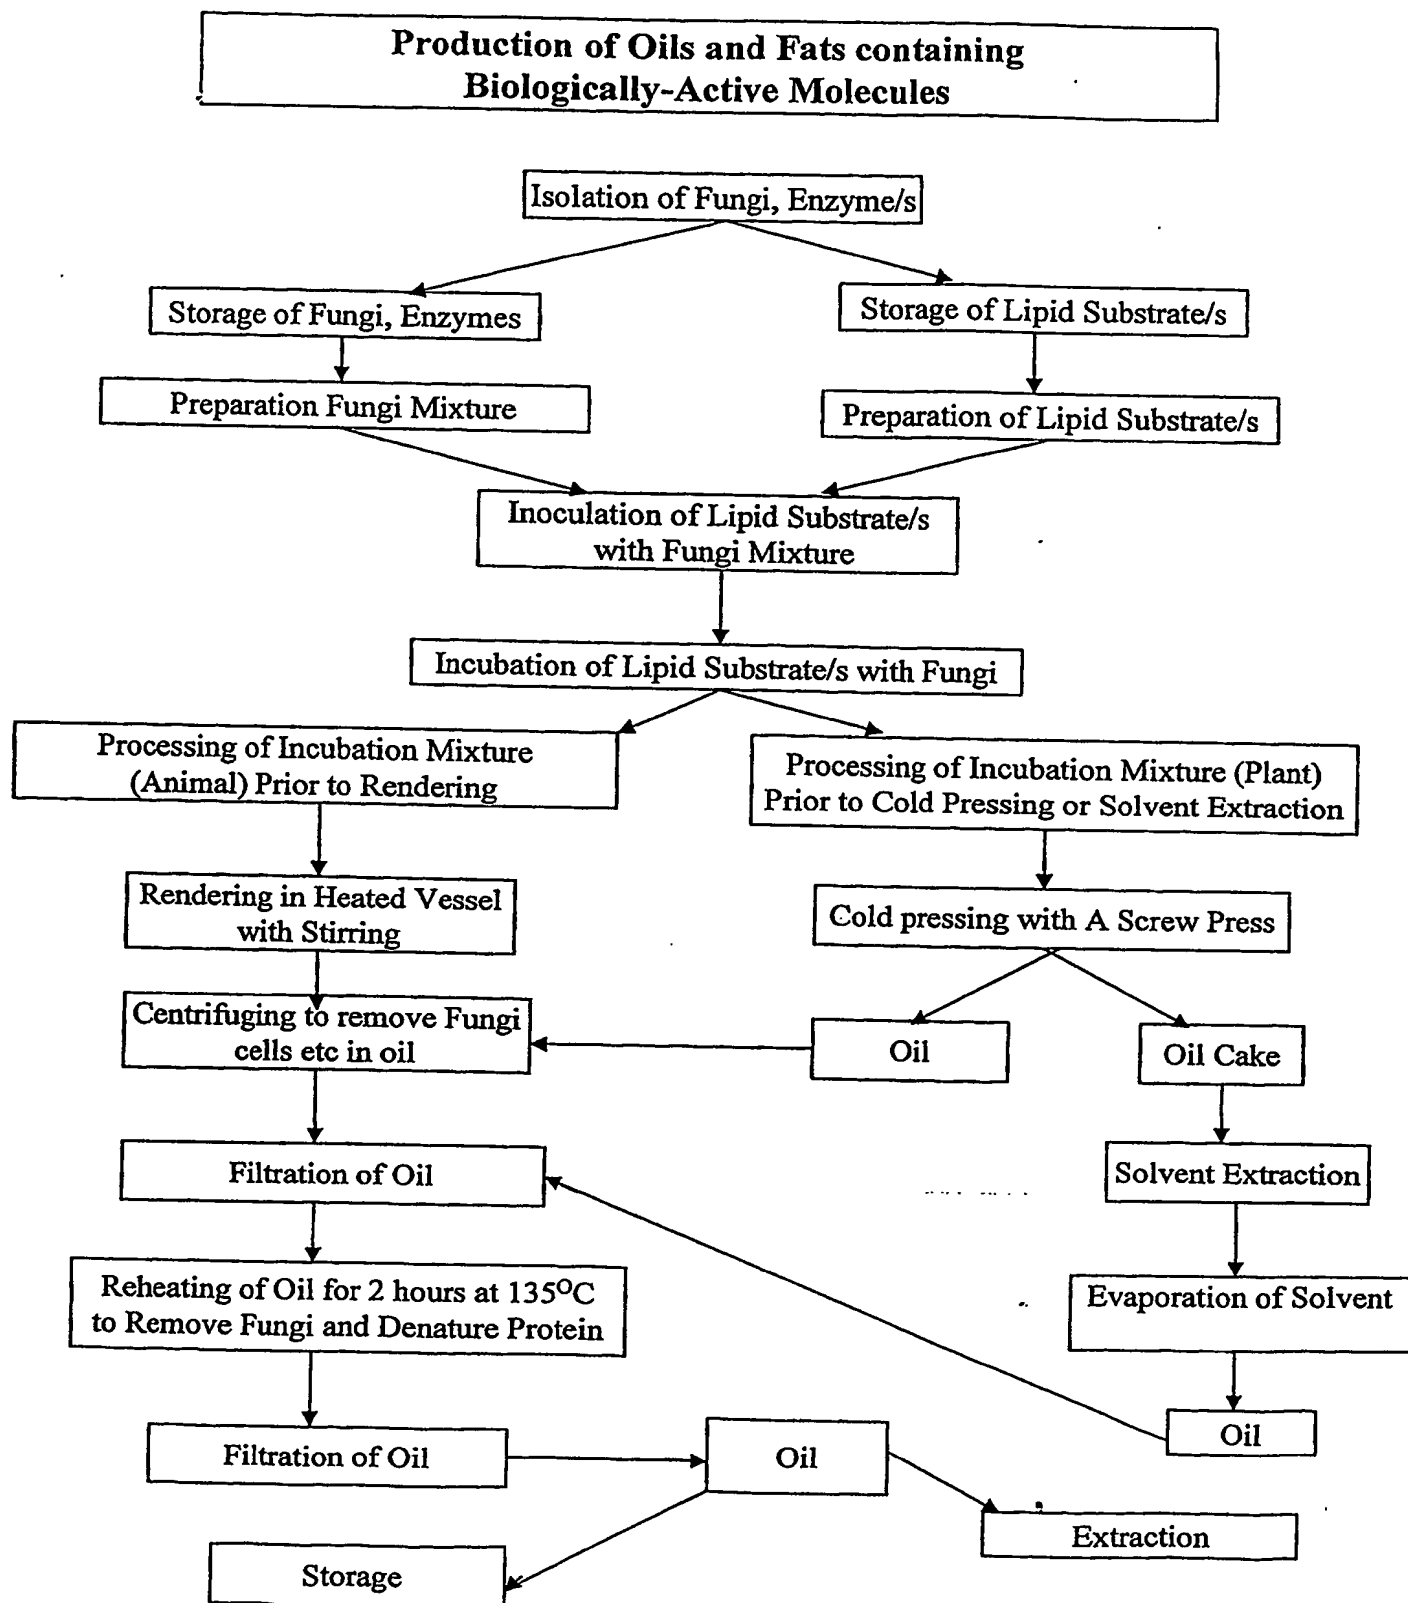 Production of Oils and Fats containing
Biologically-Active Molecules
Isolation of Fungi, Enzyme/s
Storage of Fungi, Enzymes
Storage of Lipid Substrate/s
Preparation Fungi Mixture
Preparation of Lipid Substrate/s
Inoculation of Lipid Substrate/s
with Fungi Mixture
Incubation of Lipid Substrate/s with Fungi
Processing of Incubation Mixture
(Animal) Prior to Rendering
Processing of Incubation Mixture (Plant)
Prior to Cold Pressing or Solvent Extraction
Rendering in Heated Vessel
with Stirring
Cold pressing with A Screw Press
Centrifuging to remove Fungi
cells etc in oil
Oil
Oil Cake
Filtration of Oil
Solvent Extraction
Reheating of Oil for 2 hours at 135°C
to Remove Fungi and Denature Protein
Evaporation of Solvent
Oil
Filtration of Oil
Oil
Extraction
Storage